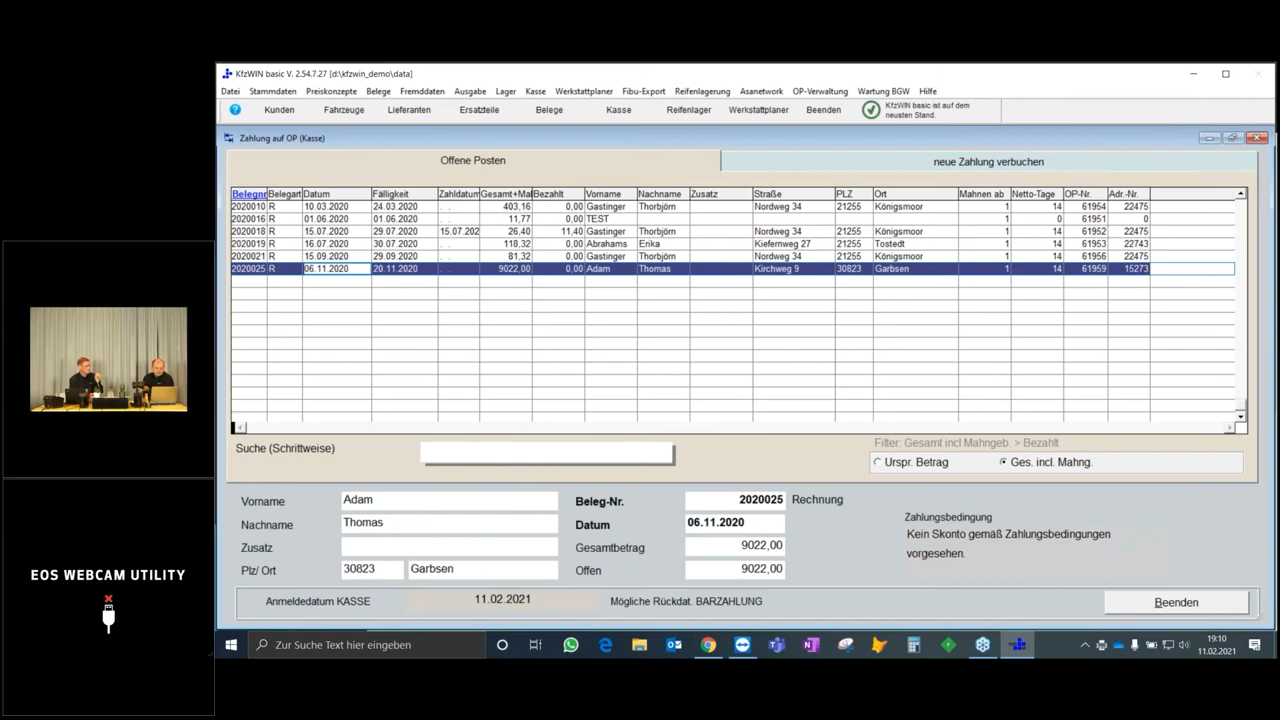 KfzWIN basic V. 2.54.7.27 [d:\kfzwin_demo\data]
Datei Stammdaten Preiskonzepte Belege Fremddaten Ausgabe Lager Kasse Werkstattplaner Fibu-Export Reifenlagerung Asanetwork OP-Verwaltung Wartung BGW Hilfe
? Kunden Fahrzeuge Lieferanten Ersatzteile Belege Kasse Reifenlager Werkstattplaner Beenden KfzWIN basic ist auf dem
neusten Stand.
Zahlung auf OP (Kasse)
Offene Posten neue Zahlung verbuchen
Belegnr Belegart Datum Fälligkeit Zahldatum Gesamt+Ma Bezahlt Vorname Nachname Zusatz Straße PLZ Ort Mahnen ab Netto-Tage OP-Nr. Adr.-Nr.
2020010 R 10.03.2020 24.03.2020 . . 403,16 0,00 Gastinger Thorbjörn Nordweg 34 21255 Königsmoor 1 14 61954 22475
2020016 R 01.06.2020 01.06.2020 . . 11,77 0,00 TEST 1 0 61951 0
2020018 R 15.07.2020 29.07.2020 15.07.202 26,40 11,40 Gastinger Thorbjörn Nordweg 34 21255 Königsmoor 1 14 61952 22475
2020019 R 16.07.2020 30.07.2020 . . 118,32 0,00 Abrahams Erika Kiefernweg 27 21255 Tostedt 1 14 61953 22743
2020021 R 15.09.2020 29.09.2020 . . 81,32 0,00 Gastinger Thorbjörn Nordweg 34 21255 Königsmoor 1 14 61956 22475
2020025 R 06.11.2020 20.11.2020 . . 9022,00 0,00 Adam Thomas Kirchweg 9 30823 Garbsen 1 14 61959 15273
Suche (Schrittweise)
Filter: Gesamt incl Mahngeb. > Bezahlt
Urspr. Betrag Ges. incl. Mahng.
Vorname Adam Beleg-Nr. 2020025 Rechnung
Nachname Thomas Datum 06.11.2020
Zahlungsbedingung
Kein Skonto gemäß Zahlungsbedingungen
vorgesehen.
Zusatz Gesamtbetrag 9022,00
Plz/ Ort 30823 Garbsen Offen 9022,00
Anmeldedatum KASSE 11.02.2021 Mögliche Rückdat. BARZAHLUNG Beenden
Zur Suche Text hier eingeben
19:10
11.02.2021
EOS WEBCAM UTILITY